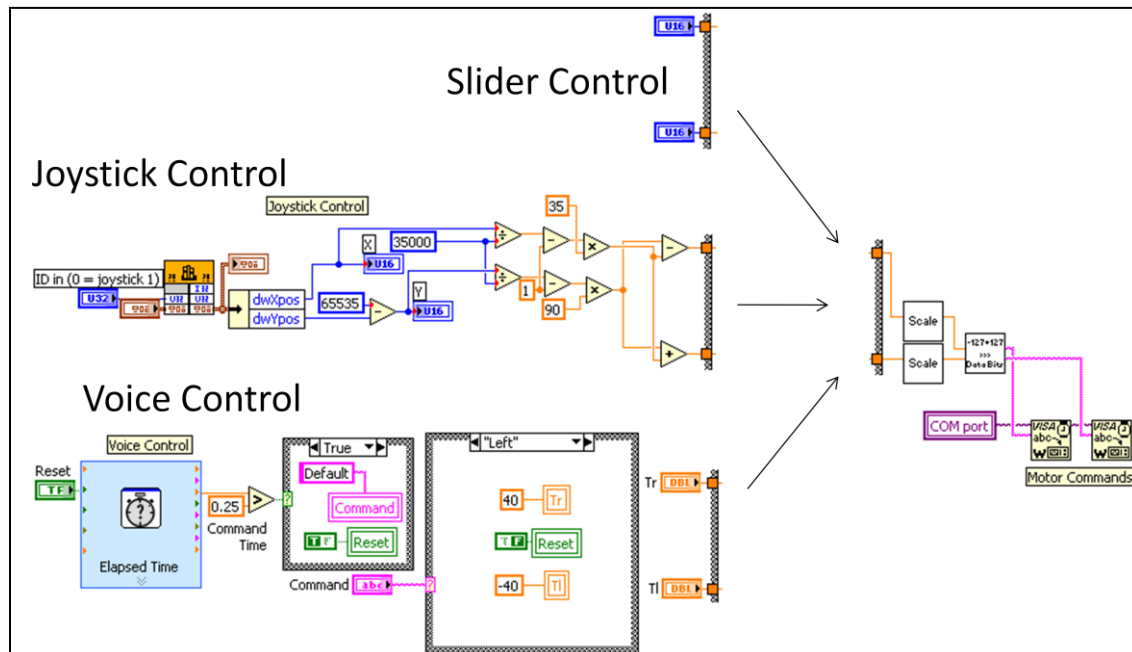 U16
Slider Control
U16
Joystick Control
Joystick Control
35
X
35000
U16
ID in (0 = joystick 1)
U32
dwXpos
dwYpos
65535
Y
U16
1
90
Scale
Scale
-127+127
>>>
Data Bits
COM port
VISA
abc
W
VISA
abc
W
Motor Commands
Voice Control
Voice Control
Reset
TF
Elapsed Time
0.25
Command
Time
True
Default
Command
T F
Reset
Command
abc
"Left"
40
Tr
T F
Reset
-40
Tl
Tr
DBL
Tl
DBL